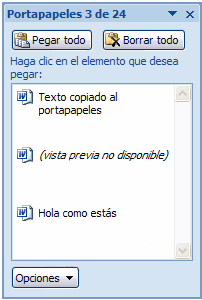 Portapapeles 3 de 24
Pegar todo Borrar todo
Haga clic en el elemento que desea
pegar:
Texto copiado al
portapapeles
(vista previa no disponible)
Hola como estás
Opciones